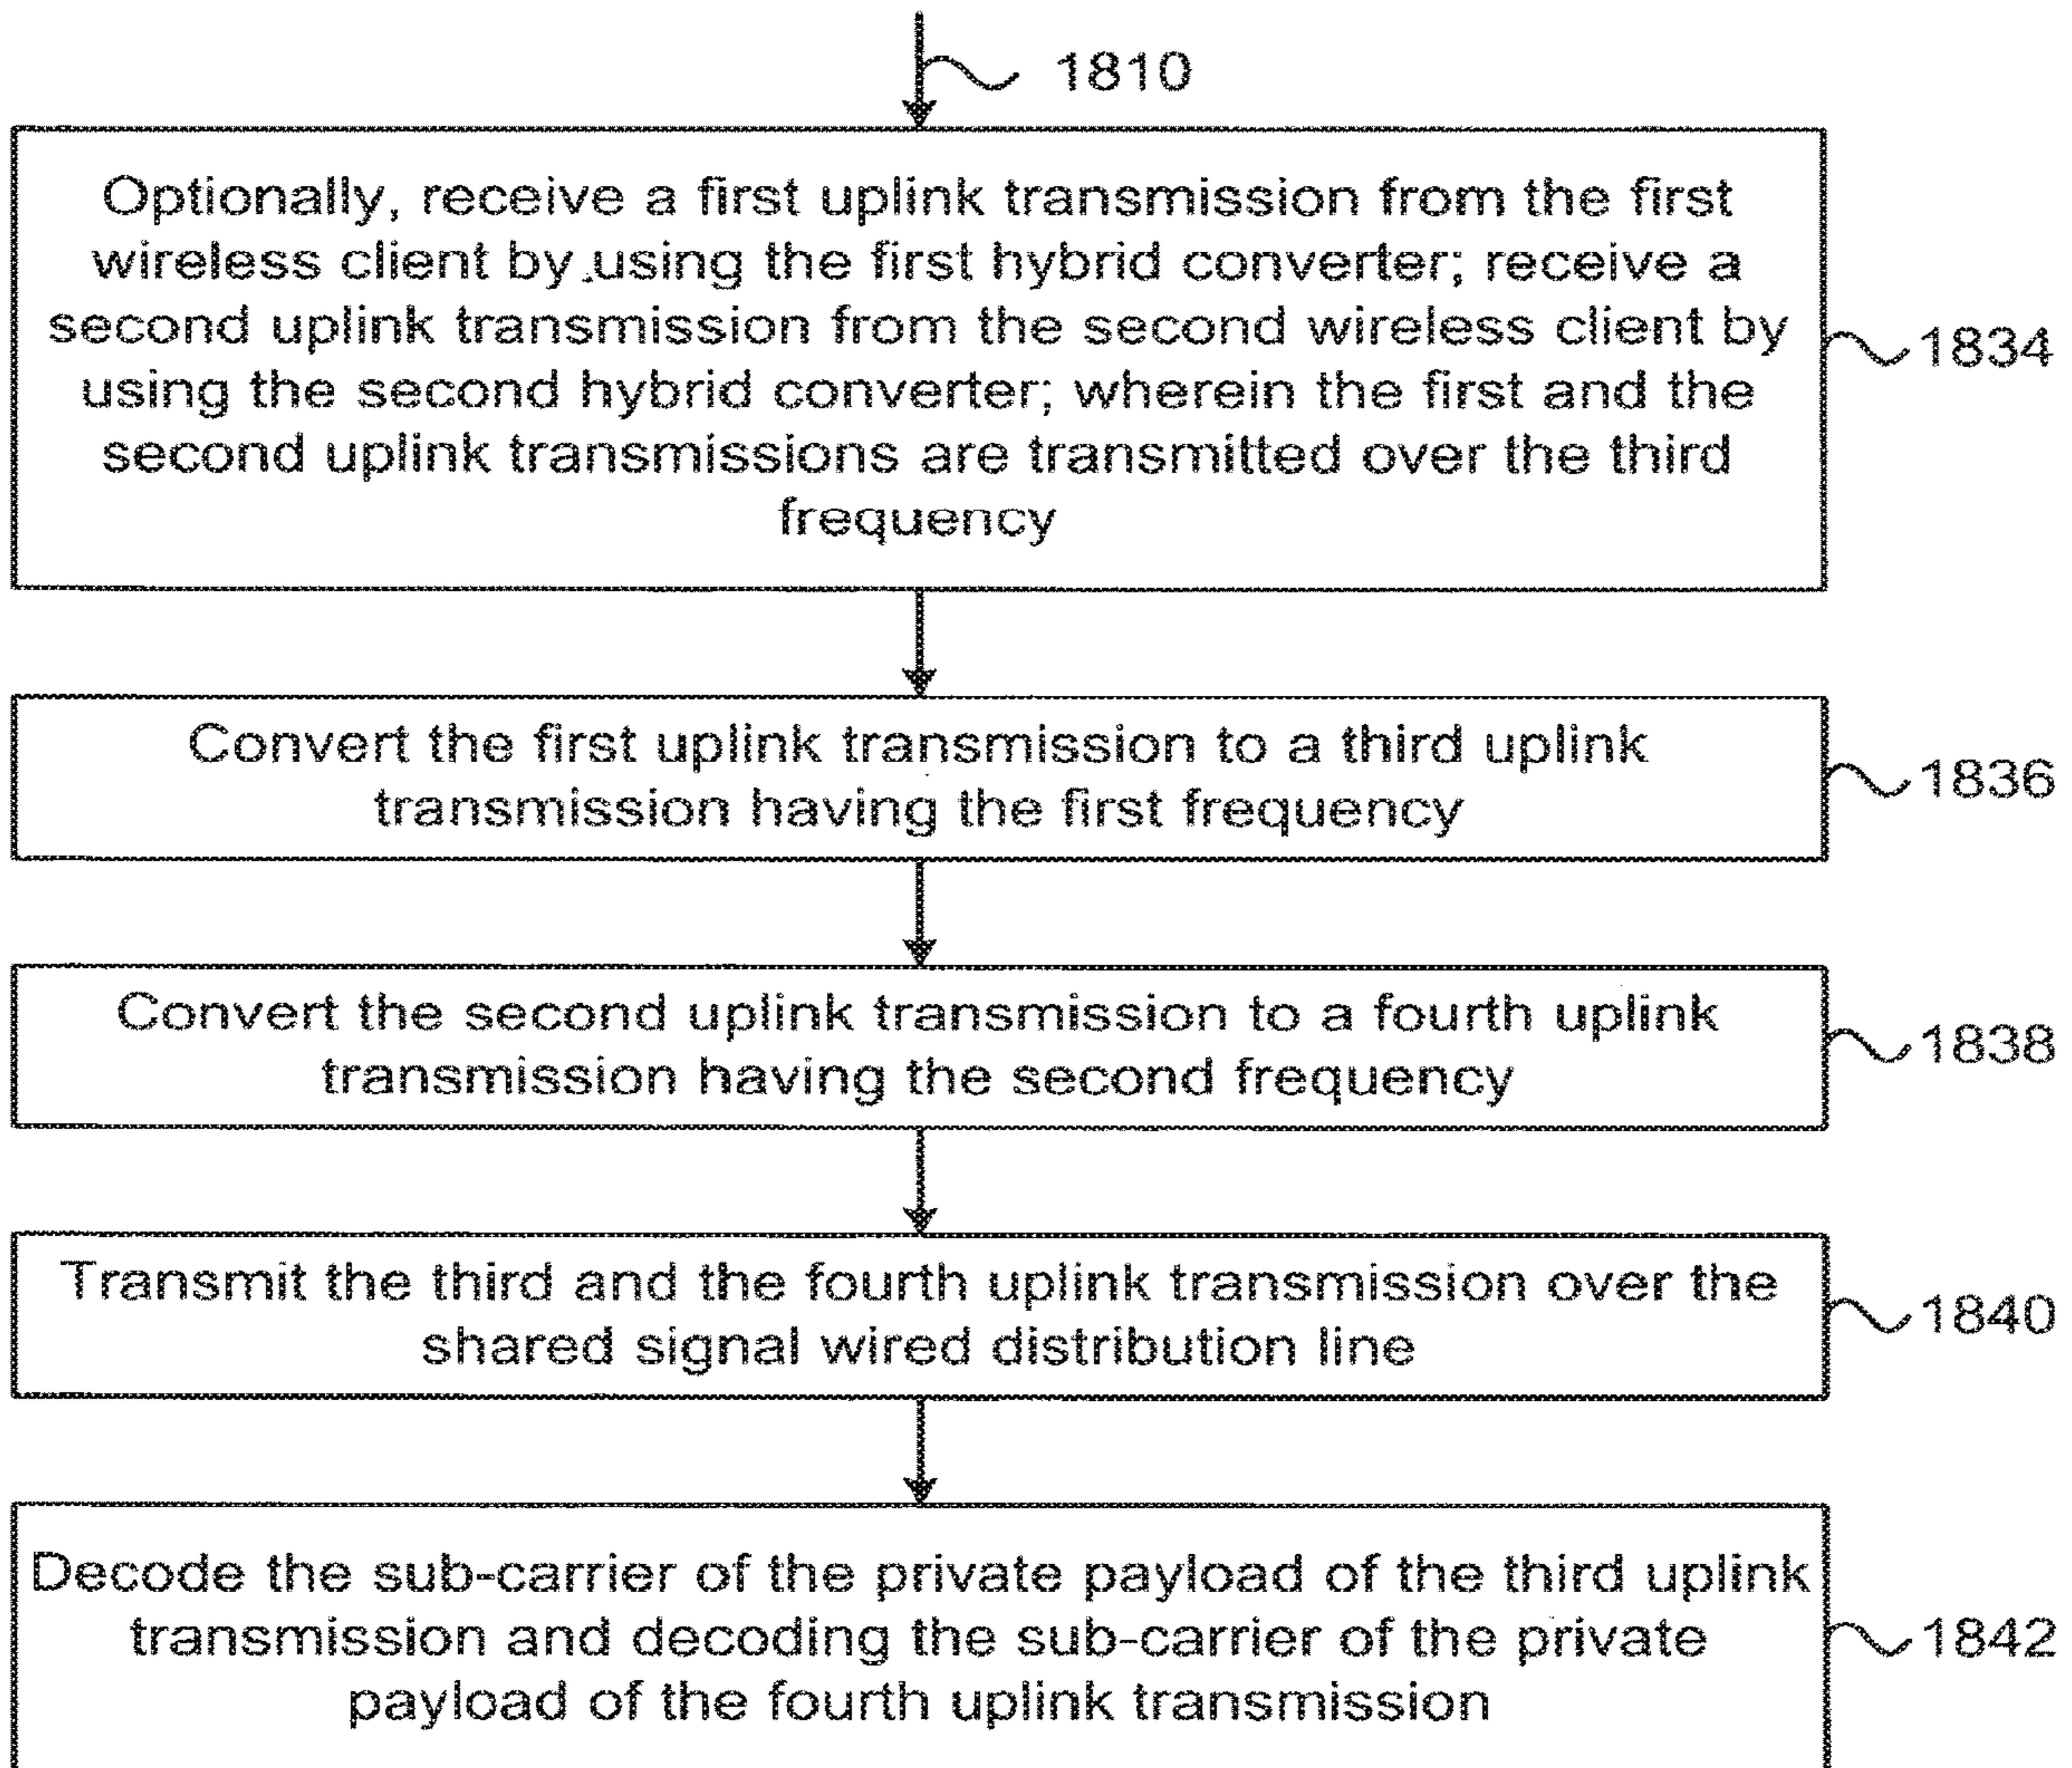 1810
Optionally, receive a first uplink transmission from the first
wireless client by using the first hybrid converter; receive a
second uplink transmission from the second wireless client by
using the second hybrid converter; wherein the first and the
second uplink transmissions are transmitted over the third
frequency
1834
Convert the first uplink transmission to a third uplink
transmission having the first frequency
1836
Convert the second uplink transmission to a fourth uplink
transmission having the second frequency
1838
Transmit the third and the fourth uplink transmission over the
shared signal wired distribution line
1840
Decode the sub-carrier of the private payload of the third uplink
transmission and decoding the sub-carrier of the private
payload of the fourth uplink transmission
1842